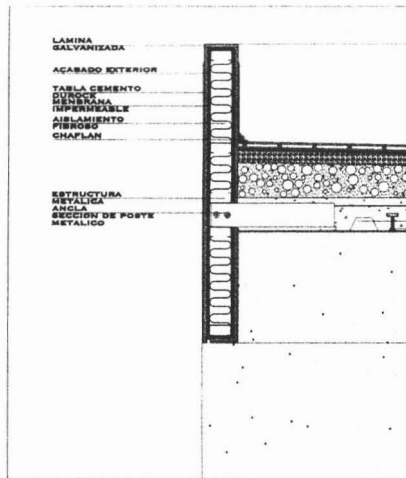 LAMINA
GALVANIZADA
ACABADO EXTERIOR
TABLA CEMENTO
DUROCK
MENBRANA
IMPERMEABLE
AISLAMIENTO
FIBROSO
CHAFLAN
ESTRUCTURA
METALICA
ANCLA
SECCION DE POSTE
METALICO